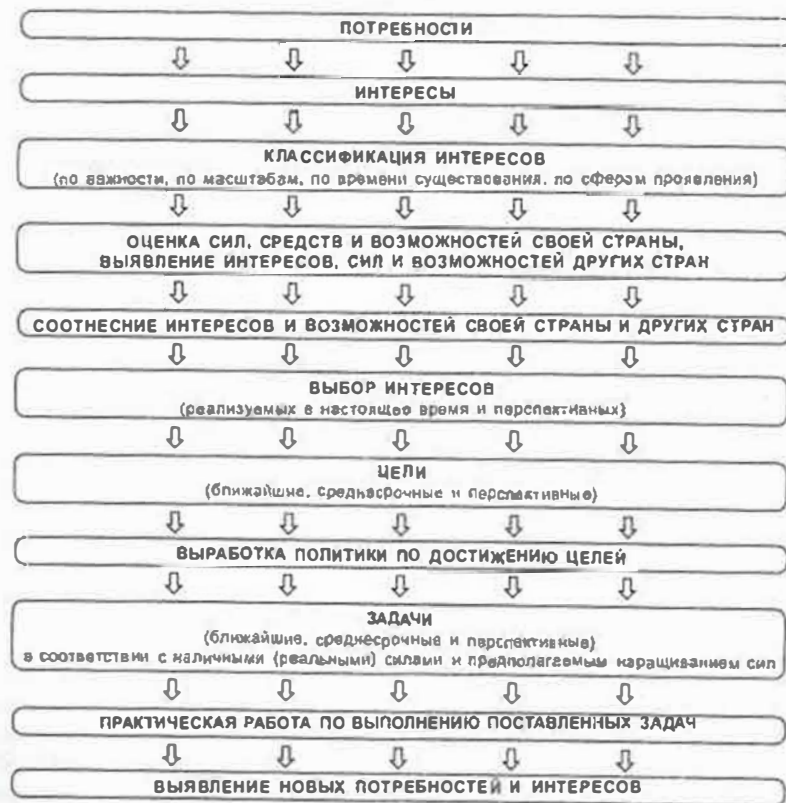 ПОТРЕБНОСТИ
ИНТЕРЕСЫ
КЛАССИФИКАЦИЯ ИНТЕРЕСОВ
(по важности, по масштабам, по времени существования, по сферам проявления)
ОЦЕНКА СИЛ, СРЕДСТВ И ВОЗМОЖНОСТЕЙ СВОЕЙ СТРАНЫ,
ВЫЯВЛЕНИЕ ИНТЕРЕСОВ, СИЛ И ВОЗМОЖНОСТЕЙ ДРУГИХ СТРАН
СООТНЕСНИЕ ИНТЕРЕСОВ И ВОЗМОЖНОСТЕЙ СВОЕЙ СТРАНЫ И ДРУГИХ СТРАН
ВЫБОР ИНТЕРЕСОВ
(реализуемых в настоящее время и перспективных)
ЦЕЛИ
(ближайшие, среднесрочные и перспективные)
ВЫРАБОТКА ПОЛИТИКИ ПО ДОСТИЖЕНИЮ ЦЕЛЕЙ
ЗАДАЧИ
(ближайшие, среднесрочные и перспективные)
в соответствии с наличными (реальными) силами и предполагаемым наращиванием сил
ПРАКТИЧЕСКАЯ РАБОТА ПО ВЫПОЛНЕНИЮ ПОСТАВЛЕННЫХ ЗАДАЧ
ВЫЯВЛЕНИЕ НОВЫХ ПОТРЕБНОСТЕЙ И ИНТЕРЕСОВ